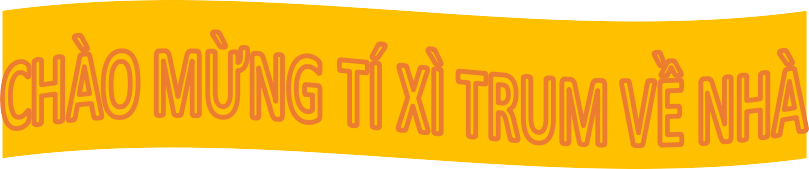 CHÀO MỪNG TÍ XÌ TRUM VỀ NHÀ